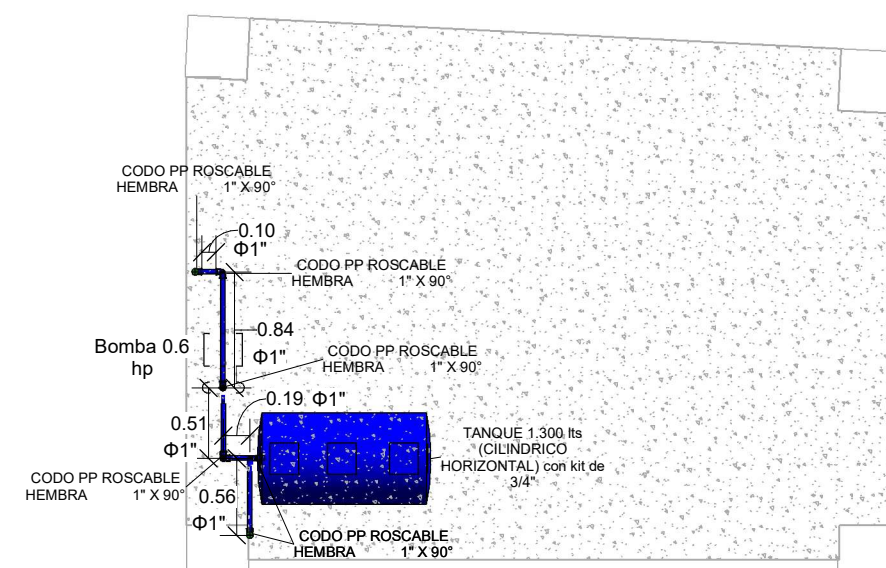 CODO PP ROSCABLE
HEMBRA 1" X 90°
0.10
Φ1"
CODO PP ROSCABLE
HEMBRA 1" X 90°
0.84
Φ1"
Bomba 0.6
hp
CODO PP ROSCABLE
HEMBRA 1" X 90°
0.19 Φ1"
0.51
Φ1"
TANQUE 1.300 lts
(CILINDRICO
HORIZONTAL) con kit de
3/4"
CODO PP ROSCABLE
HEMBRA 1" X 90°
0.56
Φ1"
CODO PP ROSCABLE
HEMBRA 1" X 90°